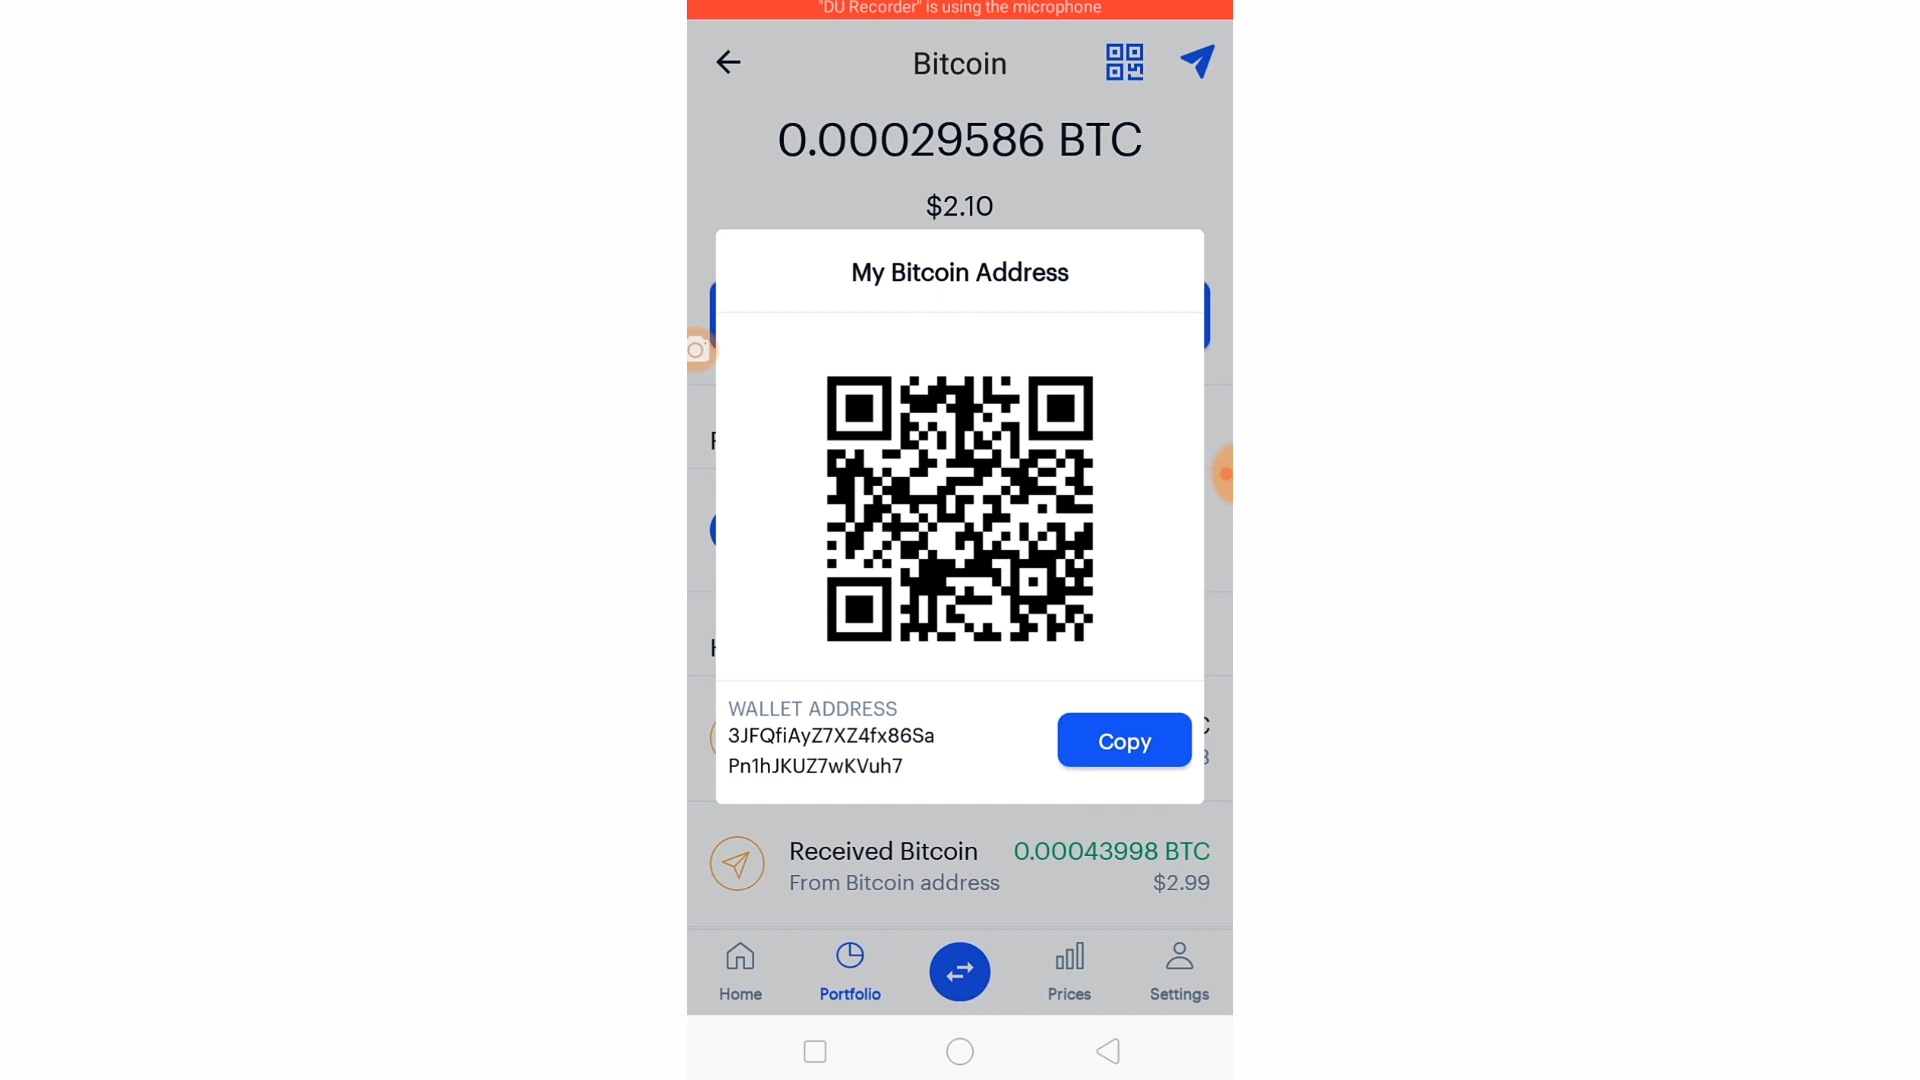 "DU Recorder" is using the microphone
Bitcoin
0.00029586 BTC
$2.10
My Bitcoin Address
WALLET ADDRESS
3JFQfiAyZ7XZ4fx86Sa
Pn1hJKUZ7wKVuh7
Copy
Received Bitcoin 0.00043998 BTC
From Bitcoin address $2.99
Home Portfolio Prices Settings